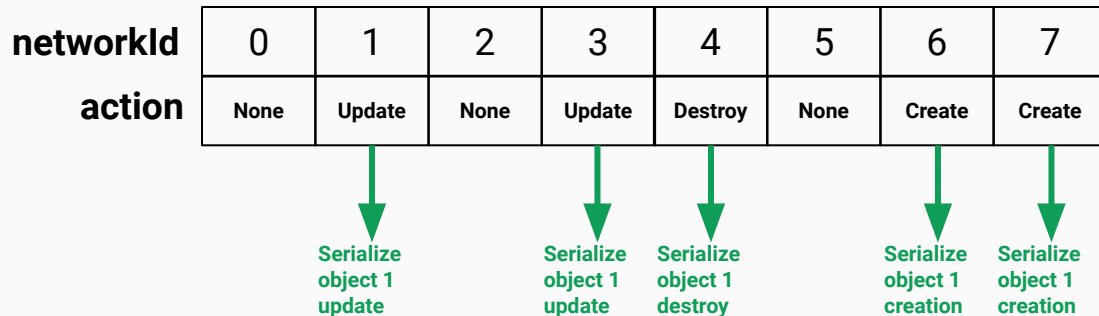 networkId 0 1 2 3 4 5 6 7
action None Update None Update Destroy None Create Create
Serialize object 1 update
Serialize object 1 update
Serialize object 1 destroy
Serialize object 1 creation
Serialize object 1 creation